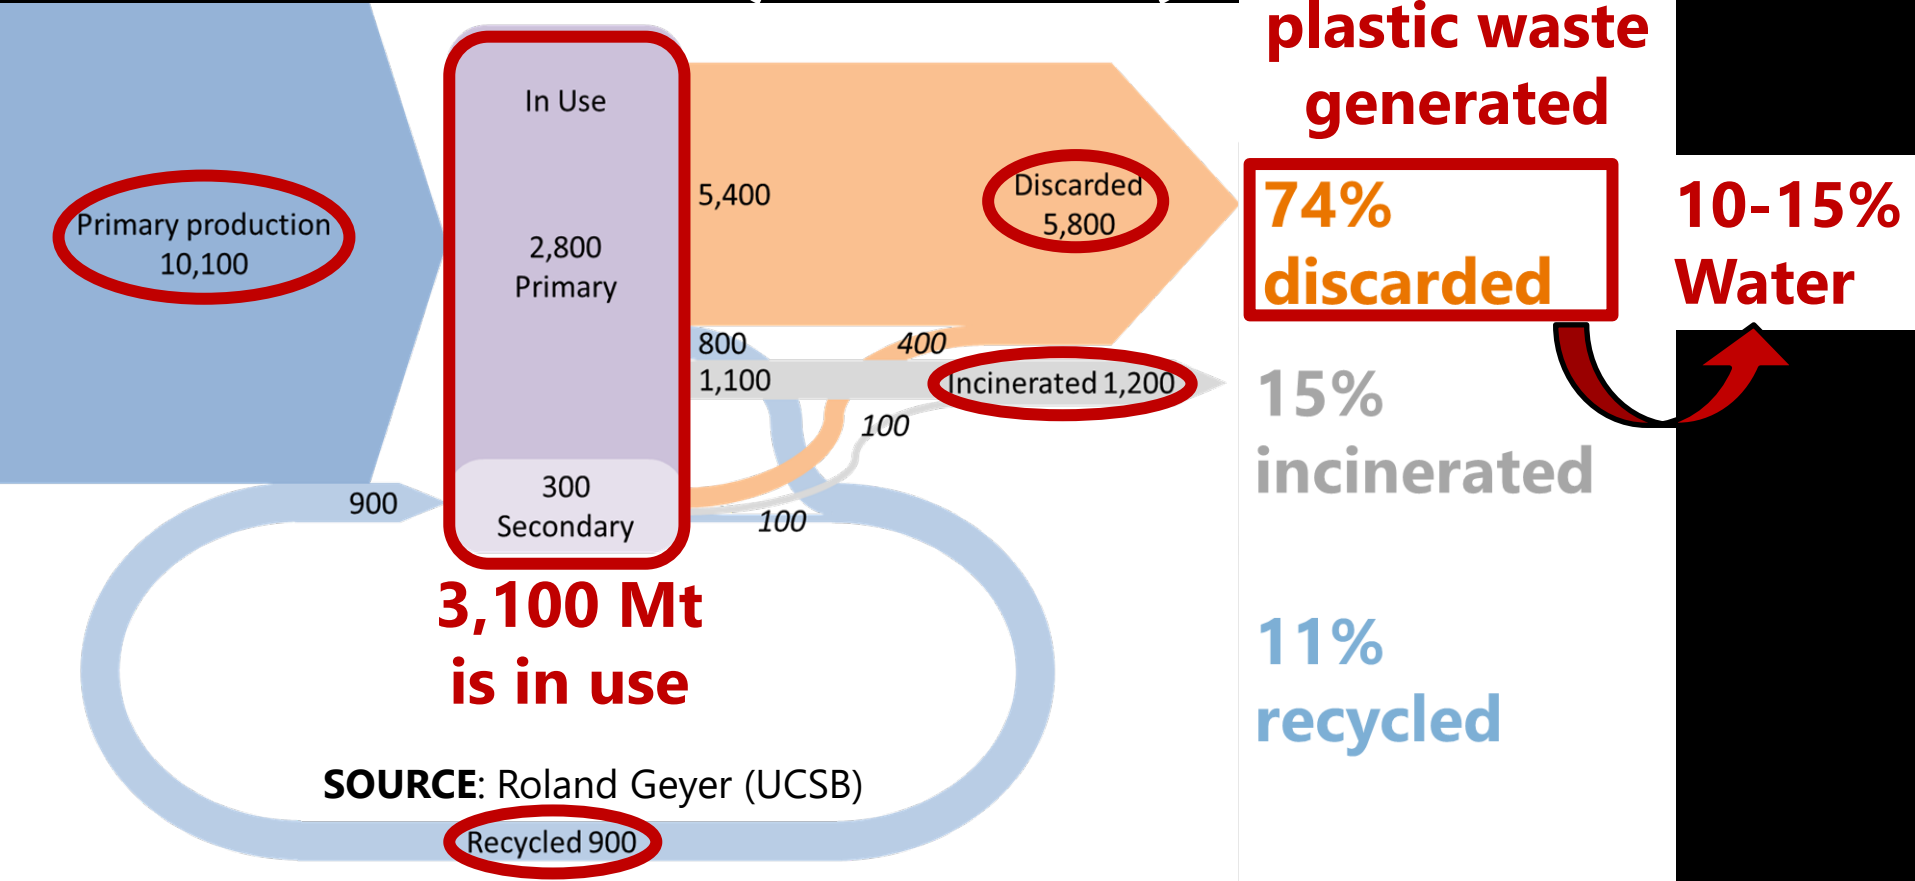 plastic waste
generated
In Use
Primary production
10,100
2,800
Primary
5,400
Discarded
5,800
74%
discarded
10-15%
Water
800
400
1,100
Incinerated 1,200
100
15%
incinerated
900
300
Secondary
100
3,100 Mt
is in use
11%
recycled
SOURCE: Roland Geyer (UCSB)
Recycled 900